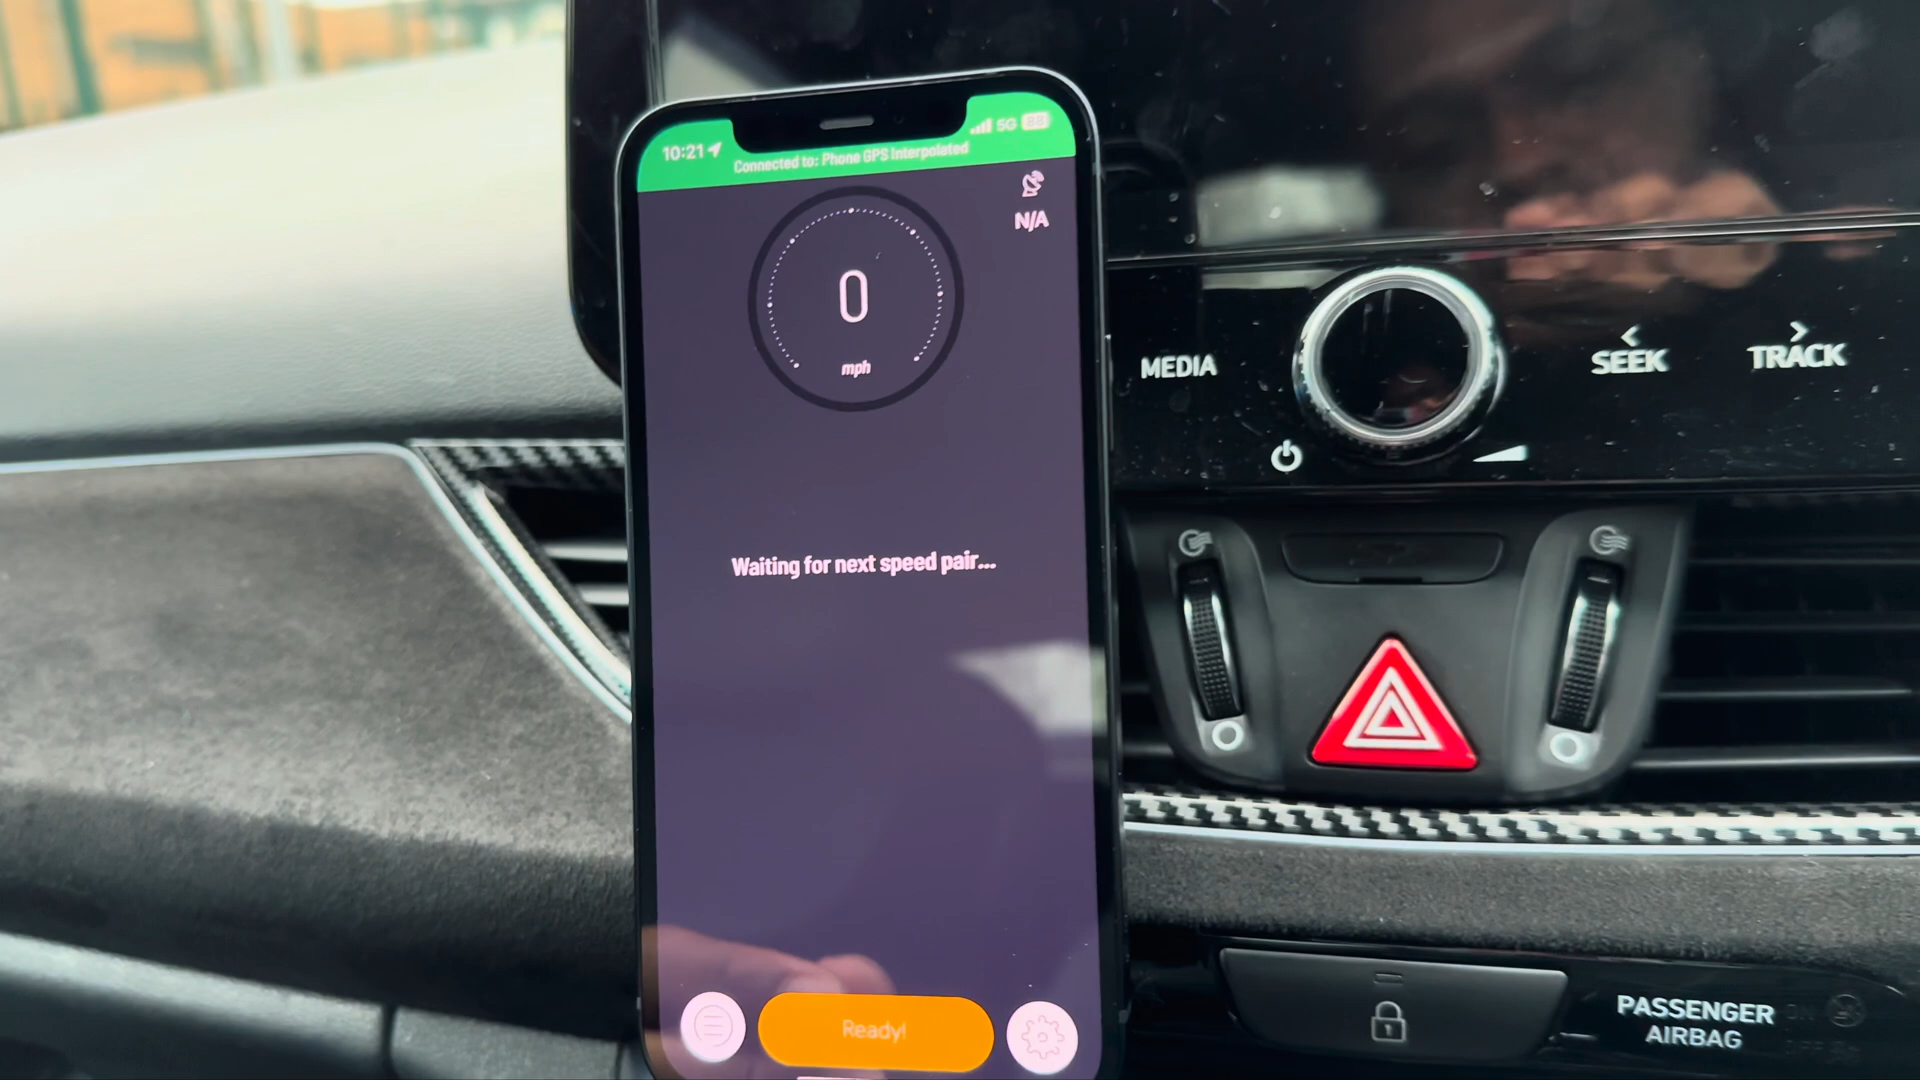 10:21
5G 88
Connected to: Phone GPS Interpolated
N/A
0
mph
Waiting for next speed pair...
Ready!
MEDIA
SEEK
TRACK
PASSENGER
AIRBAG